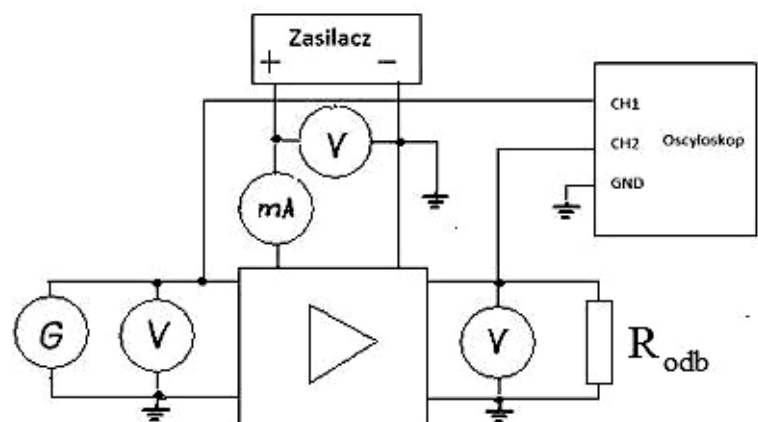 Zasilacz
+ −
CH1
CH2 Oscyloskop
GND
V
mA
G V V R odb